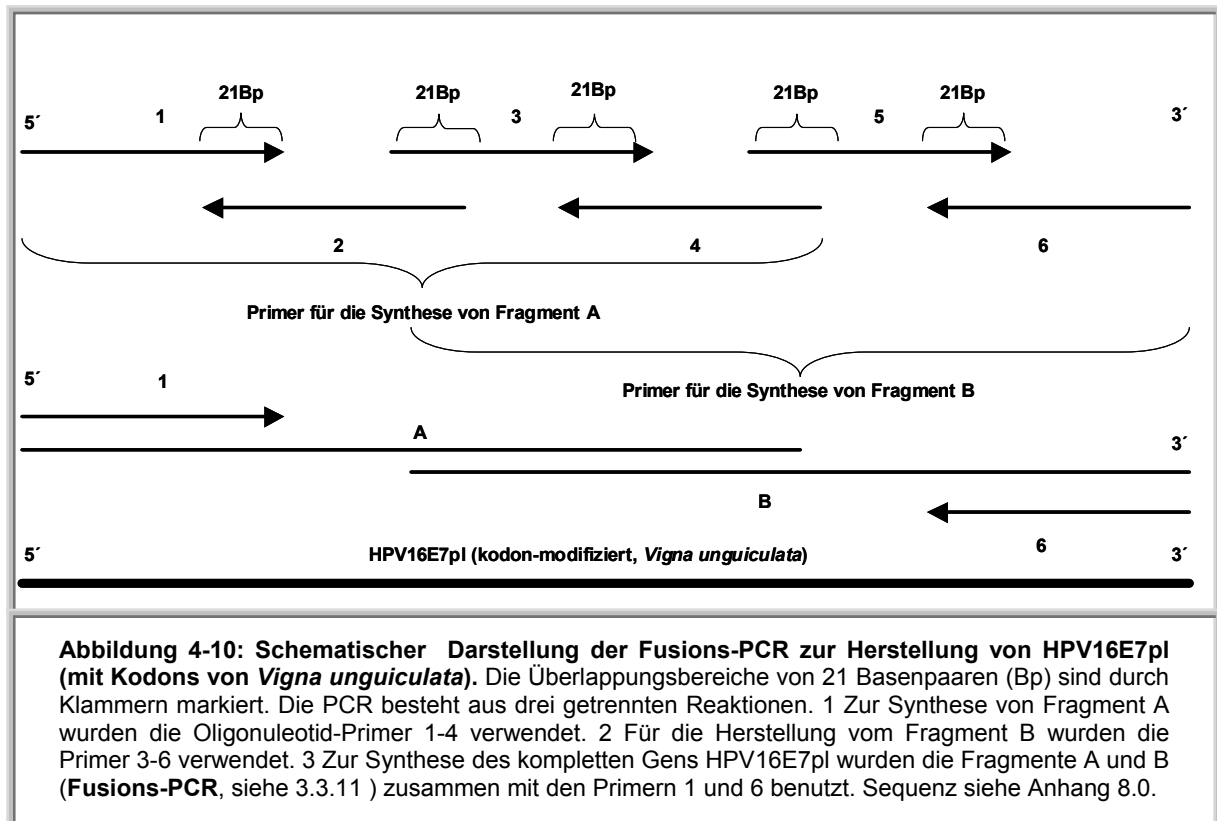 21Bp 21Bp 21Bp 21Bp 21Bp
5´ 1 3 5 3´
2 4 6
Primer für die Synthese von Fragment A
5´ 1
Primer für die Synthese von Fragment B
A 3´
B
5´ HPV16E7pl (kodon-modifiziert, Vigna unguiculata) 6 3´
Abbildung 4-10: Schematischer Darstellung der Fusions-PCR zur Herstellung von HPV16E7pl
(mit Kodons von Vigna unguiculata). Die Überlappungsbereiche von 21 Basenpaaren (Bp) sind durch
Klammern markiert. Die PCR besteht aus drei getrennten Reaktionen. 1 Zur Synthese von Fragment A
wurden die Oligonuleotid-Primer 1-4 verwendet. 2 Für die Herstellung vom Fragment B wurden die
Primer 3-6 verwendet. 3 Zur Synthese des kompletten Gens HPV16E7pl wurden die Fragmente A und B
(Fusions-PCR, siehe 3.3.11 ) zusammen mit den Primern 1 und 6 benutzt. Sequenz siehe Anhang 8.0.